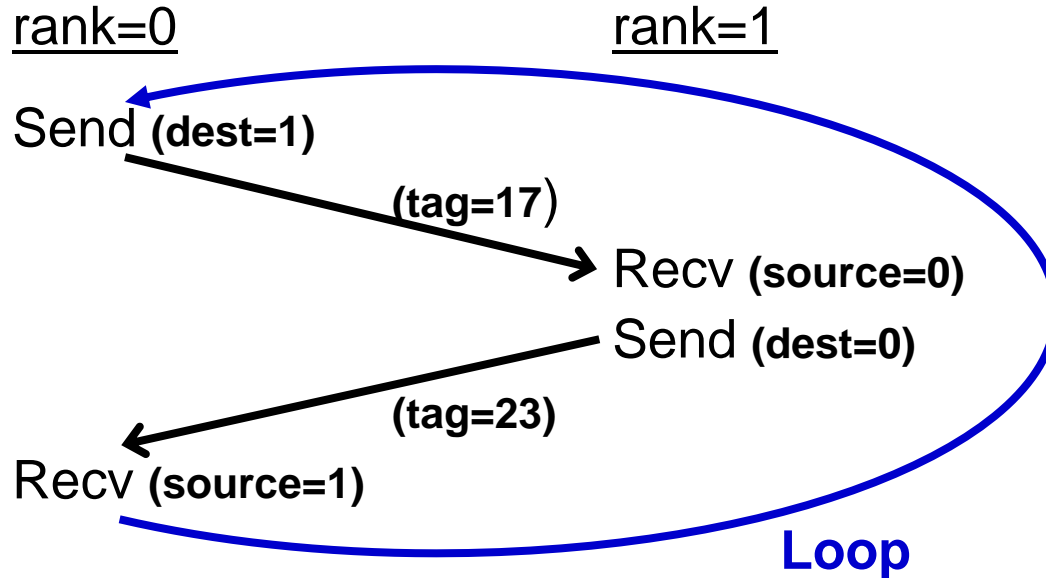 rank=0 rank=1
Send (dest=1)
(tag=17)
Recv (source=0)
Send (dest=0)
(tag=23)
Recv (source=1)
Loop